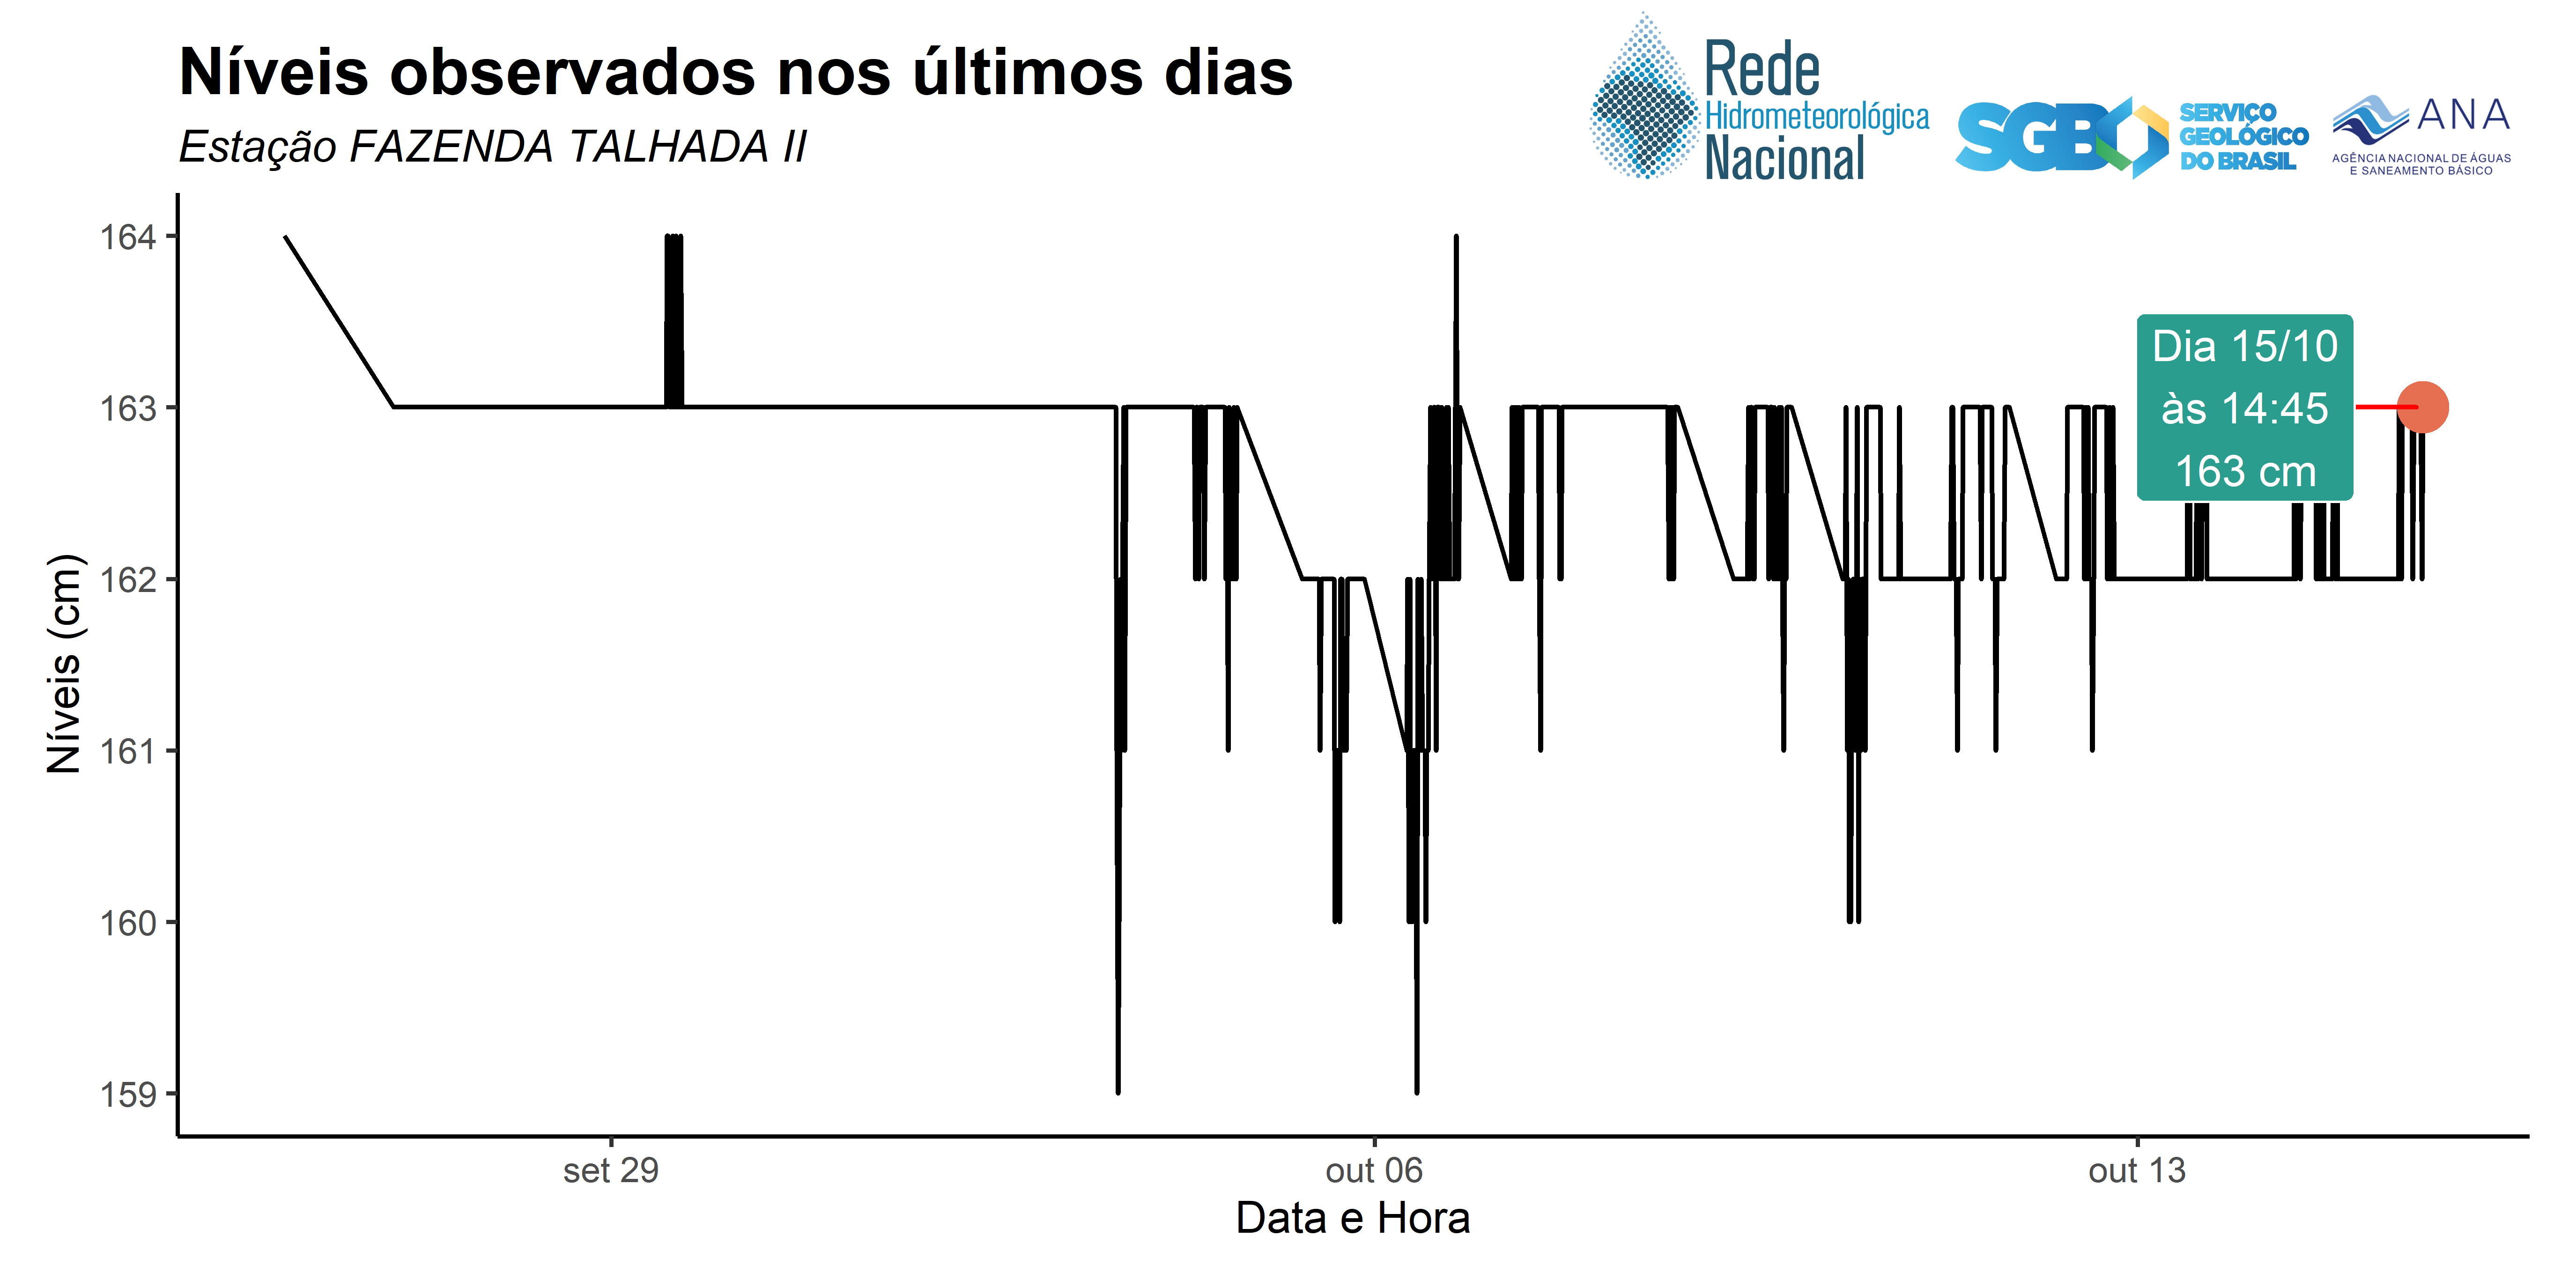 Níveis observados nos últimos dias
Estação FAZENDA TALHADA II
Rede
Hidrometeorológica
Nacional
SGB
SERVIÇO
GEOLÓGICO
DO BRASIL
ANA
AGÊNCIA NACIONAL DE ÁGUAS
E SANEAMENTO BÁSICO
164
163
162
161
160
159
Níveis (cm)
Dia 15/10
às 14:45
163 cm
set 29
out 06
out 13
Data e Hora